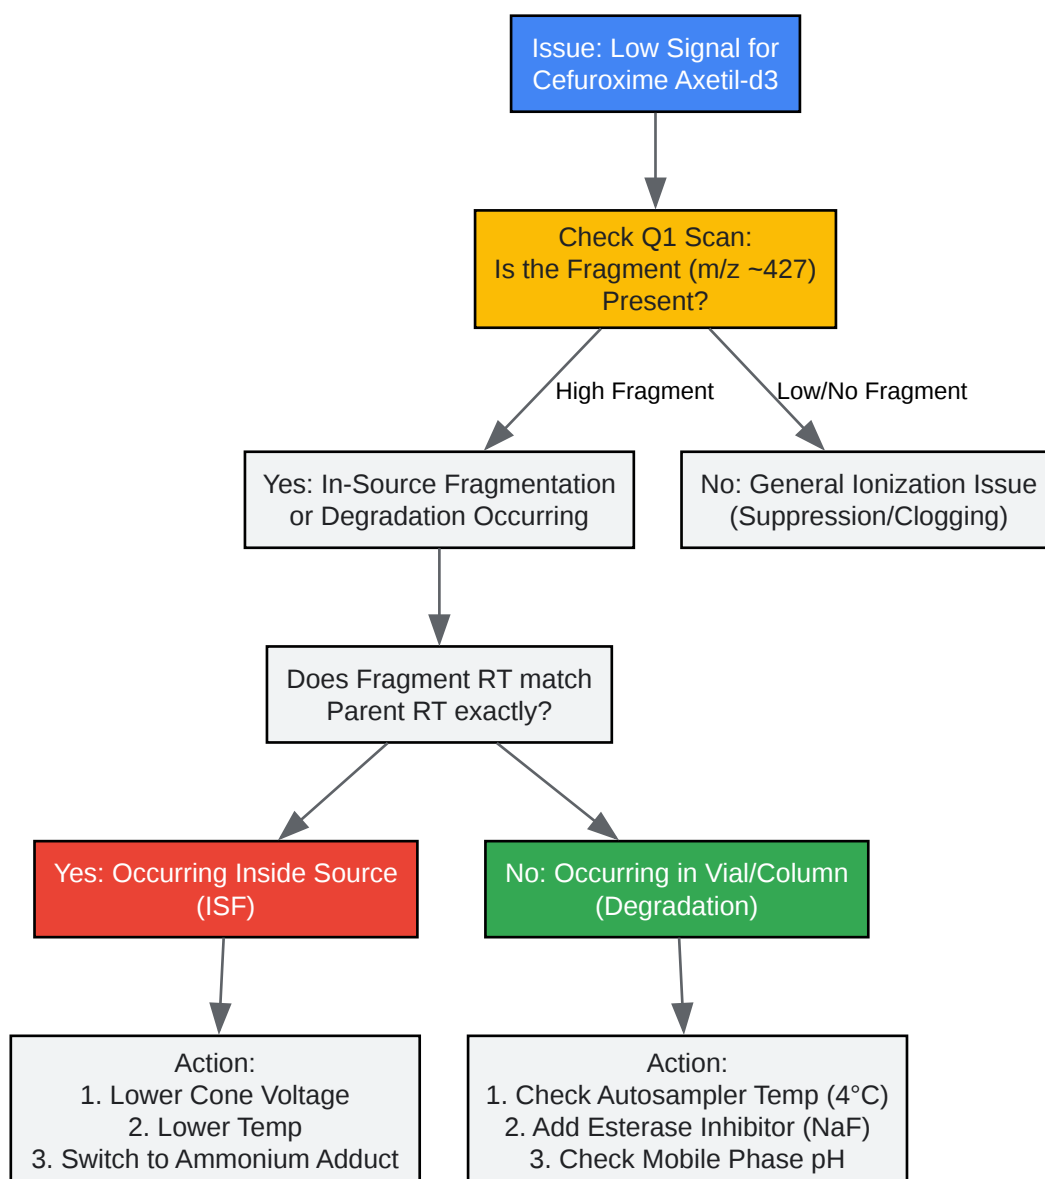 Issue: Low Signal for
Cefuroxime Axetil-d3
Check Q1 Scan:
Is the Fragment (m/z ~427)
Present?
High Fragment
Low/No Fragment
Yes: In-Source Fragmentation
or Degradation Occurring
No: General Ionization Issue
(Suppression/Clogging)
Does Fragment RT match
Parent RT exactly?
Yes: Occurring Inside Source
(ISF)
No: Occurring in Vial/Column
(Degradation)
Action:
1. Lower Cone Voltage
2. Lower Temp
3. Switch to Ammonium Adduct
Action:
1. Check Autosampler Temp (4°C)
2. Add Esterase Inhibitor (NaF)
3. Check Mobile Phase pH